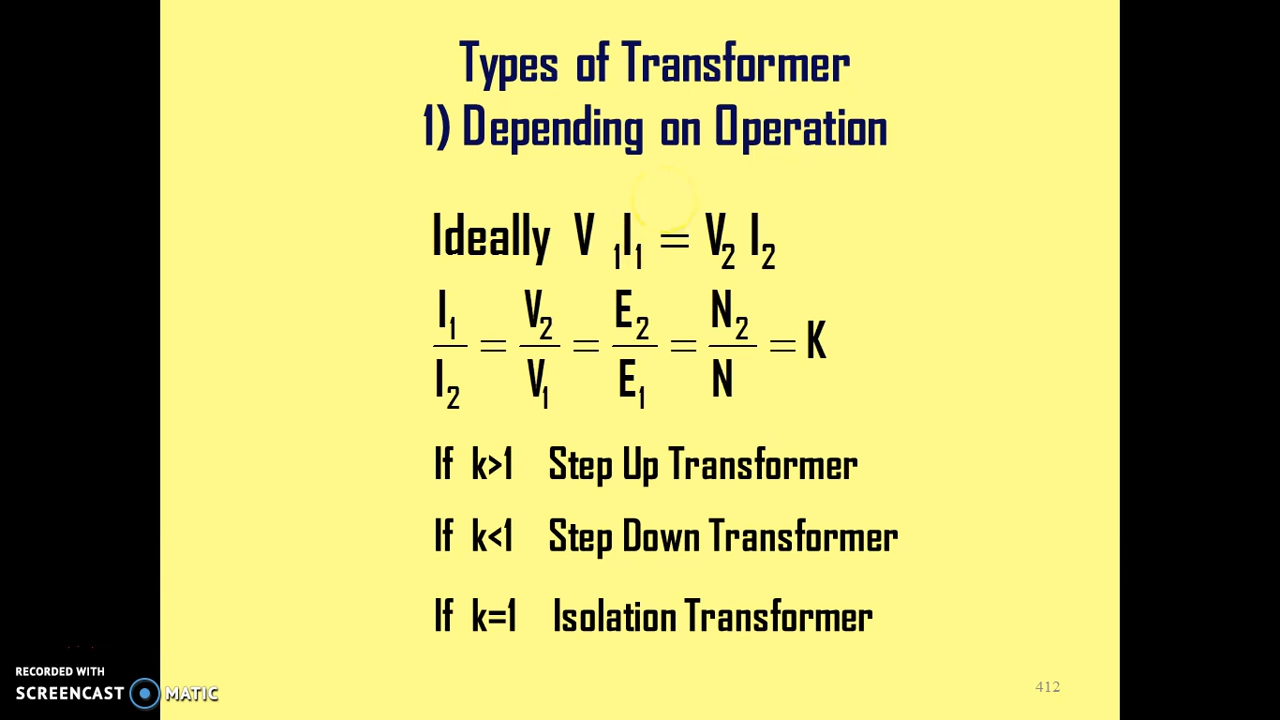 Types of Transformer
1) Depending on Operation
Ideally V ₁I₁ = V₂ I₂
I₁/I₂ = V₂/V₁ = E₂/E₁ = N₂/N = K
If k>1 Step Up Transformer
If k<1 Step Down Transformer
If k=1 Isolation Transformer
RECORDED WITH
SCREENCAST MATIC
412